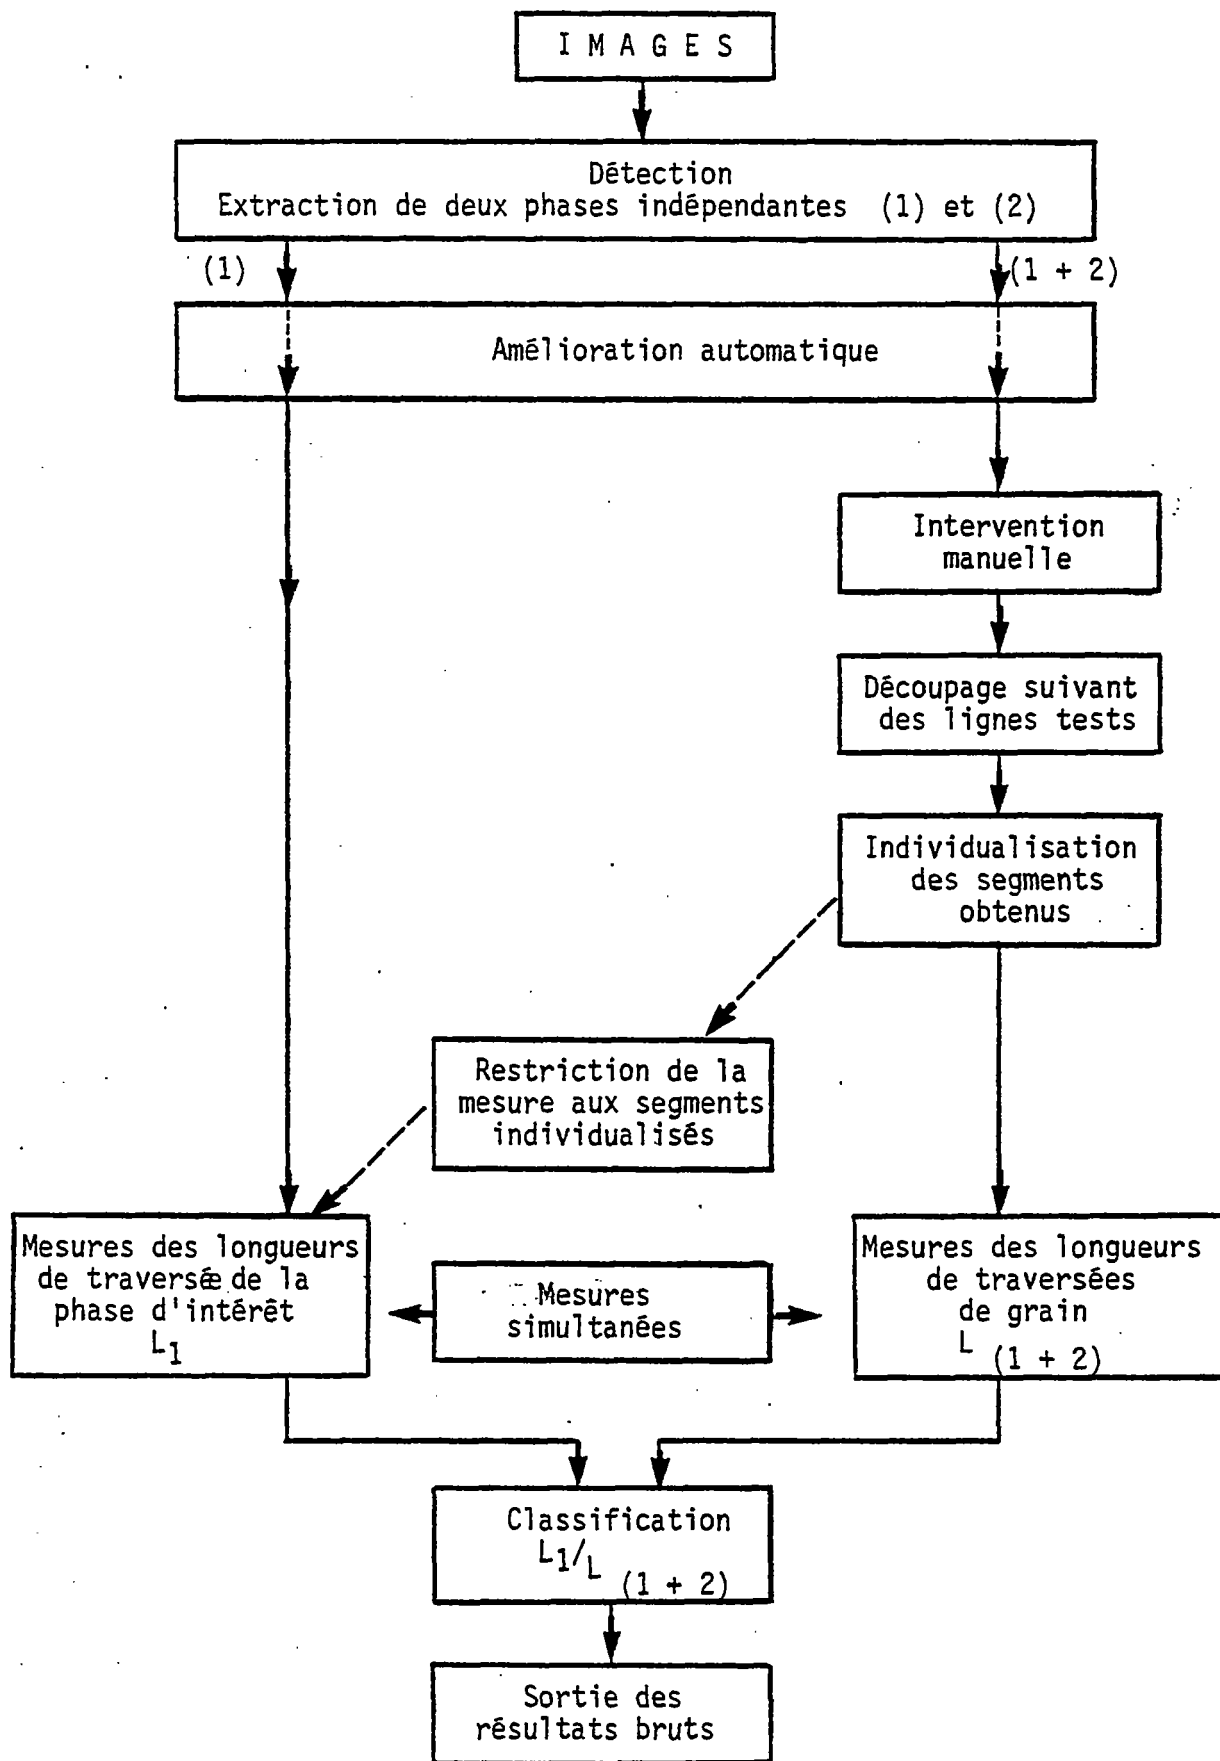 I M A G E S
Détection
Extraction de deux phases indépendantes (1) et (2)
(1)
(1 + 2)
Amélioration automatique
Intervention
manuelle
Découpage suivant
des lignes tests
Individualisation
des segments
obtenus
Restriction de la
mesure aux segments
individualisés
Mesures des longueurs
de traversée de la
phase d'intérêt
L1
Mesures
simultanées
Mesures des longueurs
de traversées
de grain
L (1 + 2)
Classification
L1/L (1 + 2)
Sortie des
résultats bruts